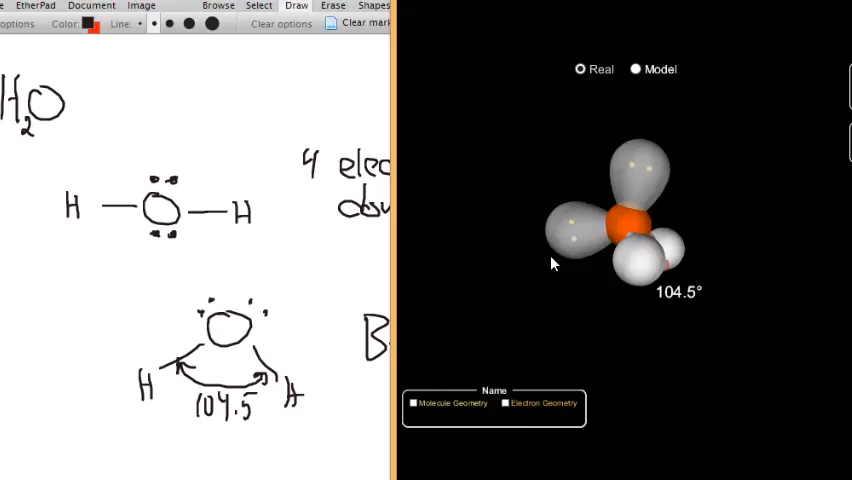 EtherPad Document Image Browse Select Draw Erase Shapes
options Color: Line: Clear options Clear mark
H2O
H — O — H
4 elec
H O H
104.5
B
Real Model
104.5°
Name
Molecule Geometry Electron Geometry